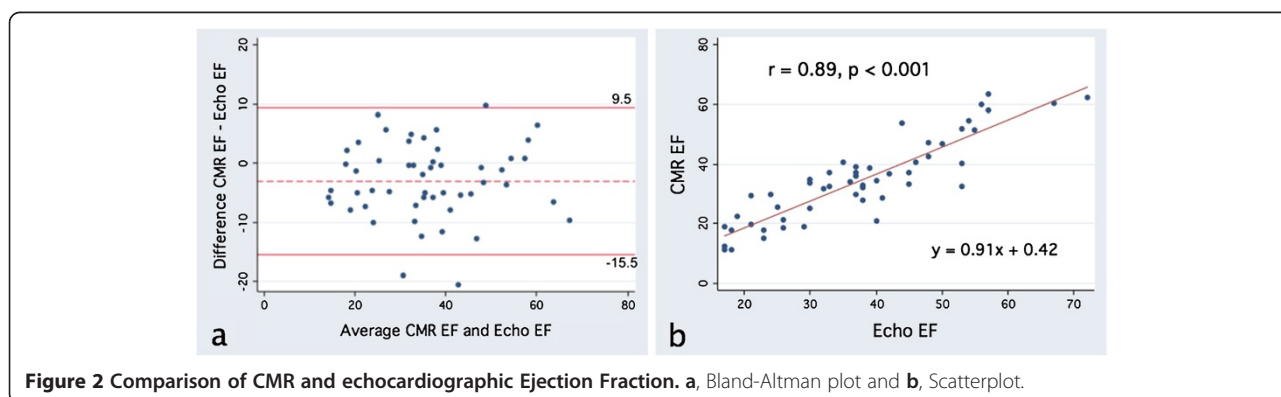 20
10
0
-10
-20
Difference CMR EF - Echo EF
9.5
-15.5
0 20 40 60 80
Average CMR EF and Echo EF
a
80
60
40
20
0
CMR EF
r = 0.89, p < 0.001
y = 0.91x + 0.42
20 30 40 50 60 70
Echo EF
b
Figure 2 Comparison of CMR and echocardiographic Ejection Fraction. a, Bland-Altman plot and b, Scatterplot.